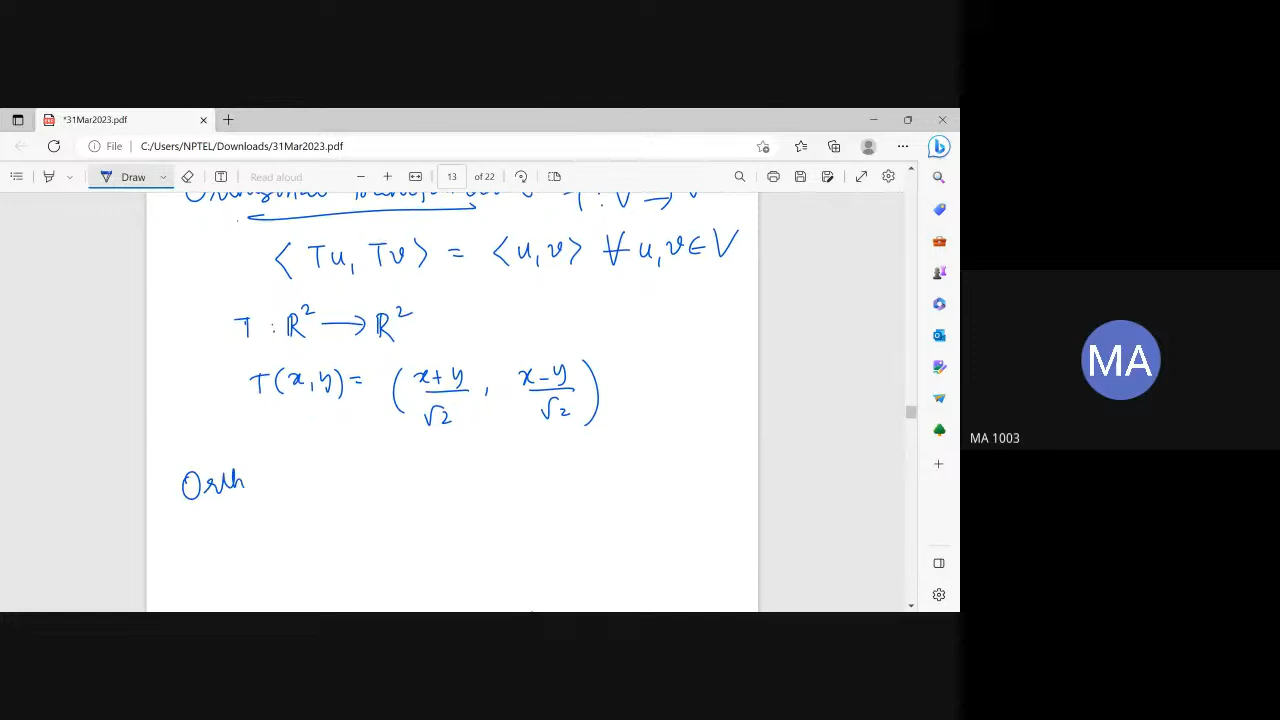 *31Mar2023.pdf
File C:/Users/NPTEL/Downloads/31Mar2023.pdf
Draw Read aloud 13 of 22
T : V → V
⟨Tu, Tv⟩ = ⟨u,v⟩ ∀ u,v ∈ V
T : ℝ² → ℝ²
T(x,y) = (x+y/√2, x-y/√2)
Orth
MA
MA 1003